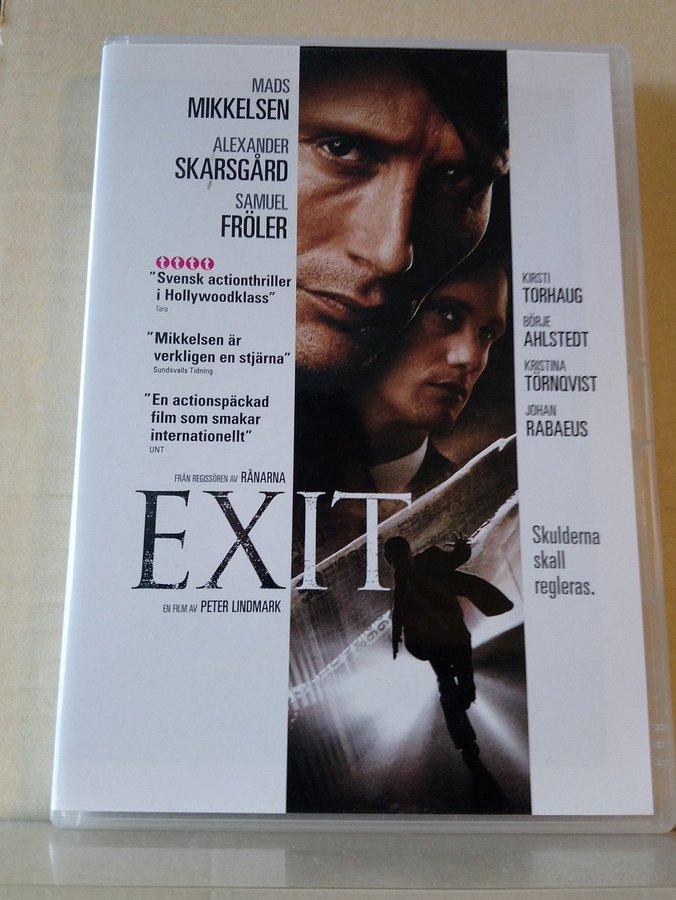 MADS
MIKKELSEN
ALEXANDER
SKARSGÅRD
SAMUEL
FRÖLER
tttt
"Svensk actionthriller
i Hollywoodklass"
Tara
"Mikkelsen är
verkligen en stjärna"
Sundsvalls Tidning
"En actionspäckad
film som smakar
internationellt"
UNT
FRÅN REGISSÖREN AV RÅNARNA
EXIT
EN FILM AV PETER LINDMARK
KIRSTI
TORHAUG
BÖRJE
AHLSTEDT
KRISTINA
TÖRNQVIST
JOHAN
RABAEUS
Skulderna
skall
regleras.